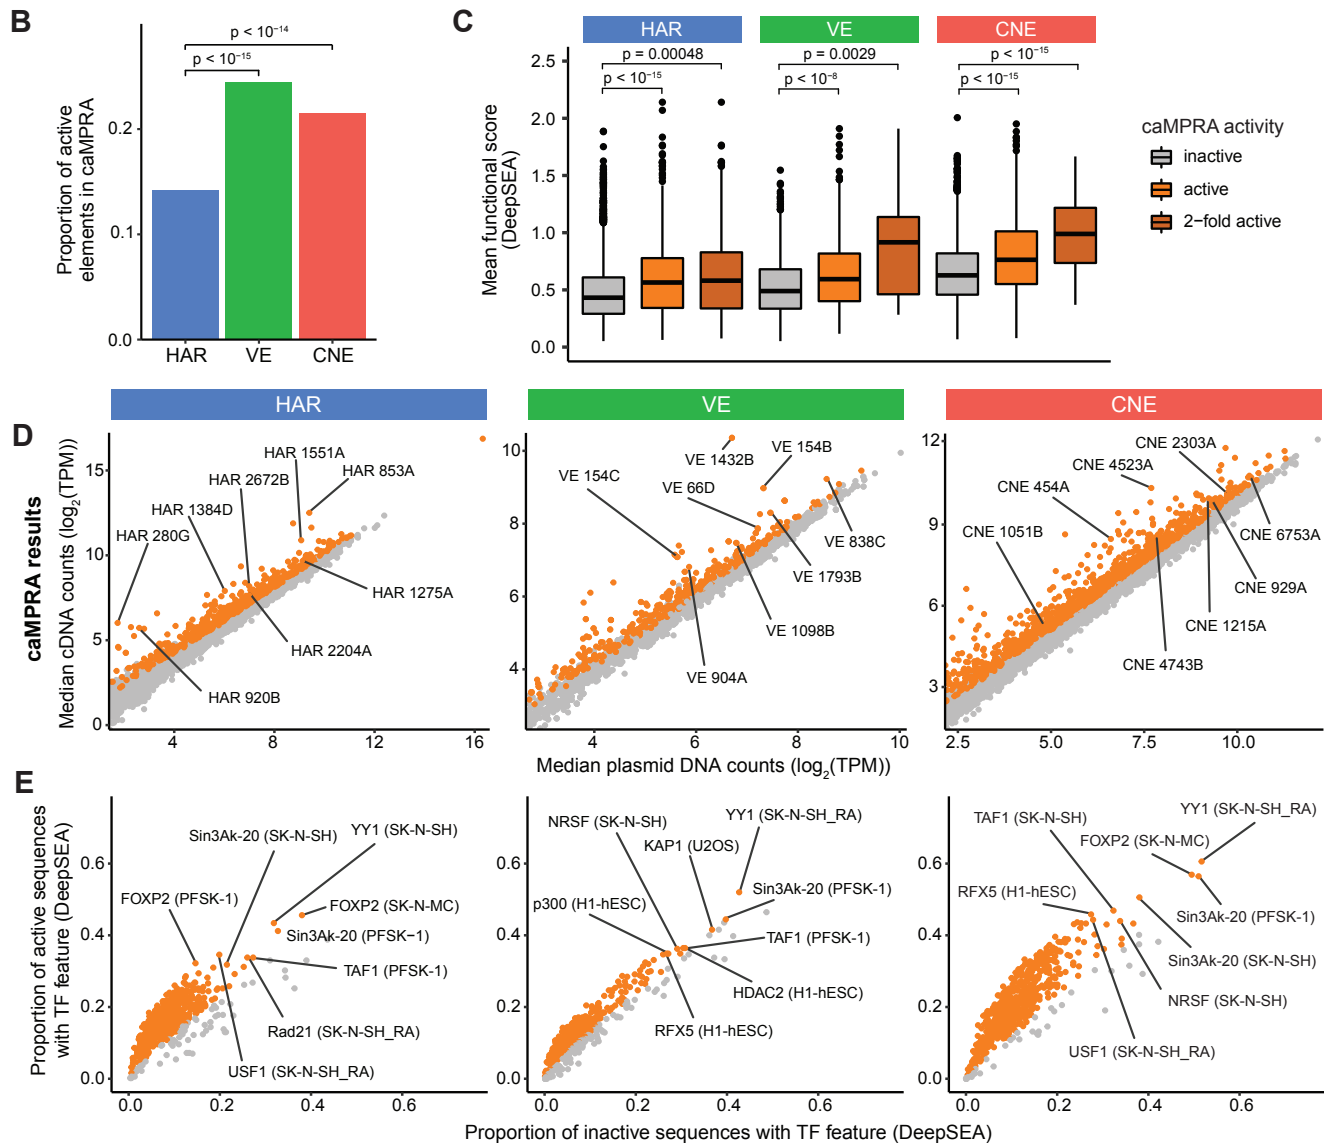 B
p < 10⁻¹⁴
p < 10⁻¹⁵
Proportion of active
elements in caMPRA
0.2
0.1
0.0
HAR
VE
CNE
C
HAR
VE
CNE
p = 0.00048
p < 10⁻¹⁵
p = 0.0029
p < 10⁻⁸
p < 10⁻¹⁵
p < 10⁻¹⁵
Mean functional score
(DeepSEA)
2.5
2.0
1.5
1.0
0.5
0.0
caMPRA activity
inactive
active
2−fold active
HAR
VE
CNE
D
caMPRA results
Median cDNA counts (log₂(TPM))
15
10
5
0
4
8
12
16
HAR 1551A
HAR 853A
HAR 2672B
HAR 1384D
HAR 280G
HAR 1275A
HAR 2204A
HAR 920B
10
8
6
4
4
6
8
10
VE 1432B
VE 154B
VE 154C
VE 66D
VE 838C
VE 1793B
VE 1098B
VE 904A
12
9
6
3
2.5
5.0
7.5
10.0
CNE 2303A
CNE 4523A
CNE 454A
CNE 1051B
CNE 6753A
CNE 929A
CNE 1215A
CNE 4743B
Median plasmid DNA counts (log₂(TPM))
E
Proportion of active sequences
with TF feature (DeepSEA)
0.6
0.4
0.2
0.0
0.0
0.2
0.4
0.6
Sin3Ak-20 (SK-N-SH)
YY1 (SK-N-SH)
FOXP2 (PFSK-1)
FOXP2 (SK-N-MC)
Sin3Ak-20 (PFSK−1)
TAF1 (PFSK-1)
Rad21 (SK-N-SH_RA)
USF1 (SK-N-SH_RA)
0.6
0.4
0.2
0.0
0.0
0.2
0.4
0.6
NRSF (SK-N-SH)
YY1 (SK-N-SH_RA)
KAP1 (U2OS)
Sin3Ak-20 (PFSK-1)
p300 (H1-hESC)
TAF1 (PFSK-1)
HDAC2 (H1-hESC)
RFX5 (H1-hESC)
0.6
0.4
0.2
0.0
0.0
0.2
0.4
0.6
YY1 (SK-N-SH_RA)
TAF1 (SK-N-SH)
FOXP2 (SK-N-MC)
RFX5 (H1-hESC)
Sin3Ak-20 (PFSK-1)
Sin3Ak-20 (SK-N-SH)
NRSF (SK-N-SH)
USF1 (SK-N-SH_RA)
Proportion of inactive sequences with TF feature (DeepSEA)